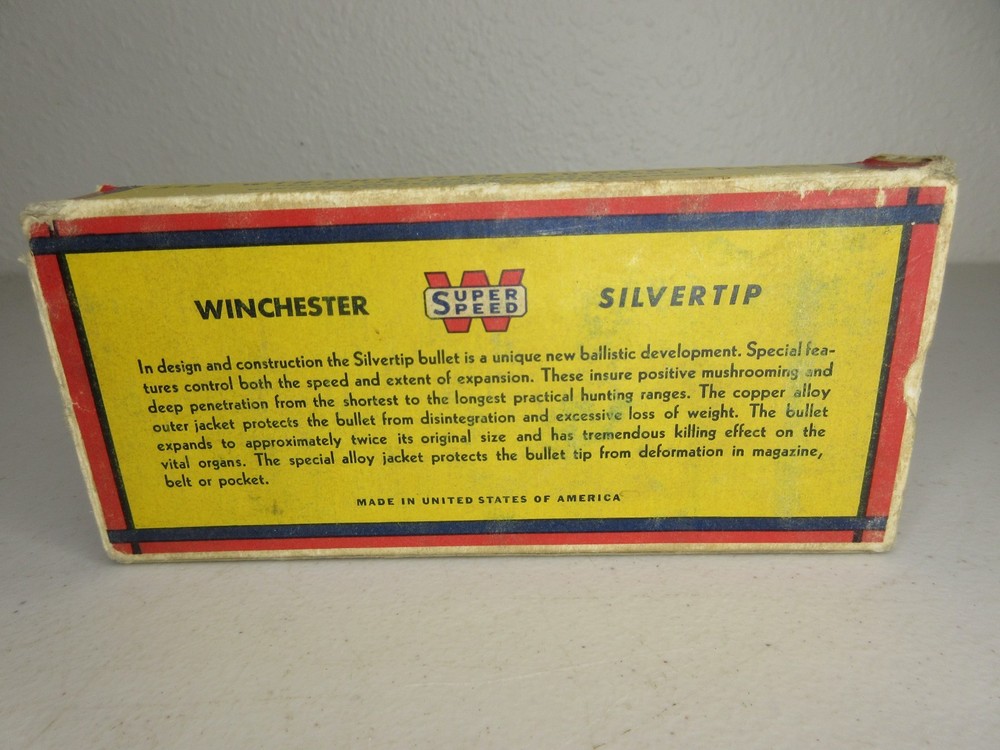 WINCHESTER
W
SUPER
SPEED
SILVERTIP
In design and construction the Silvertip bullet is a unique new ballistic development. Special fea-
tures control both the speed and extent of expansion. These insure positive mushrooming and
deep penetration from the shortest to the longest practical hunting ranges. The copper alloy
outer jacket protects the bullet from disintegration and excessive loss of weight. The bullet
expands to approximately twice its original size and has tremendous killing effect on the
vital organs. The special alloy jacket protects the bullet tip from deformation in magazine,
belt or pocket.
MADE IN UNITED STATES OF AMERICA